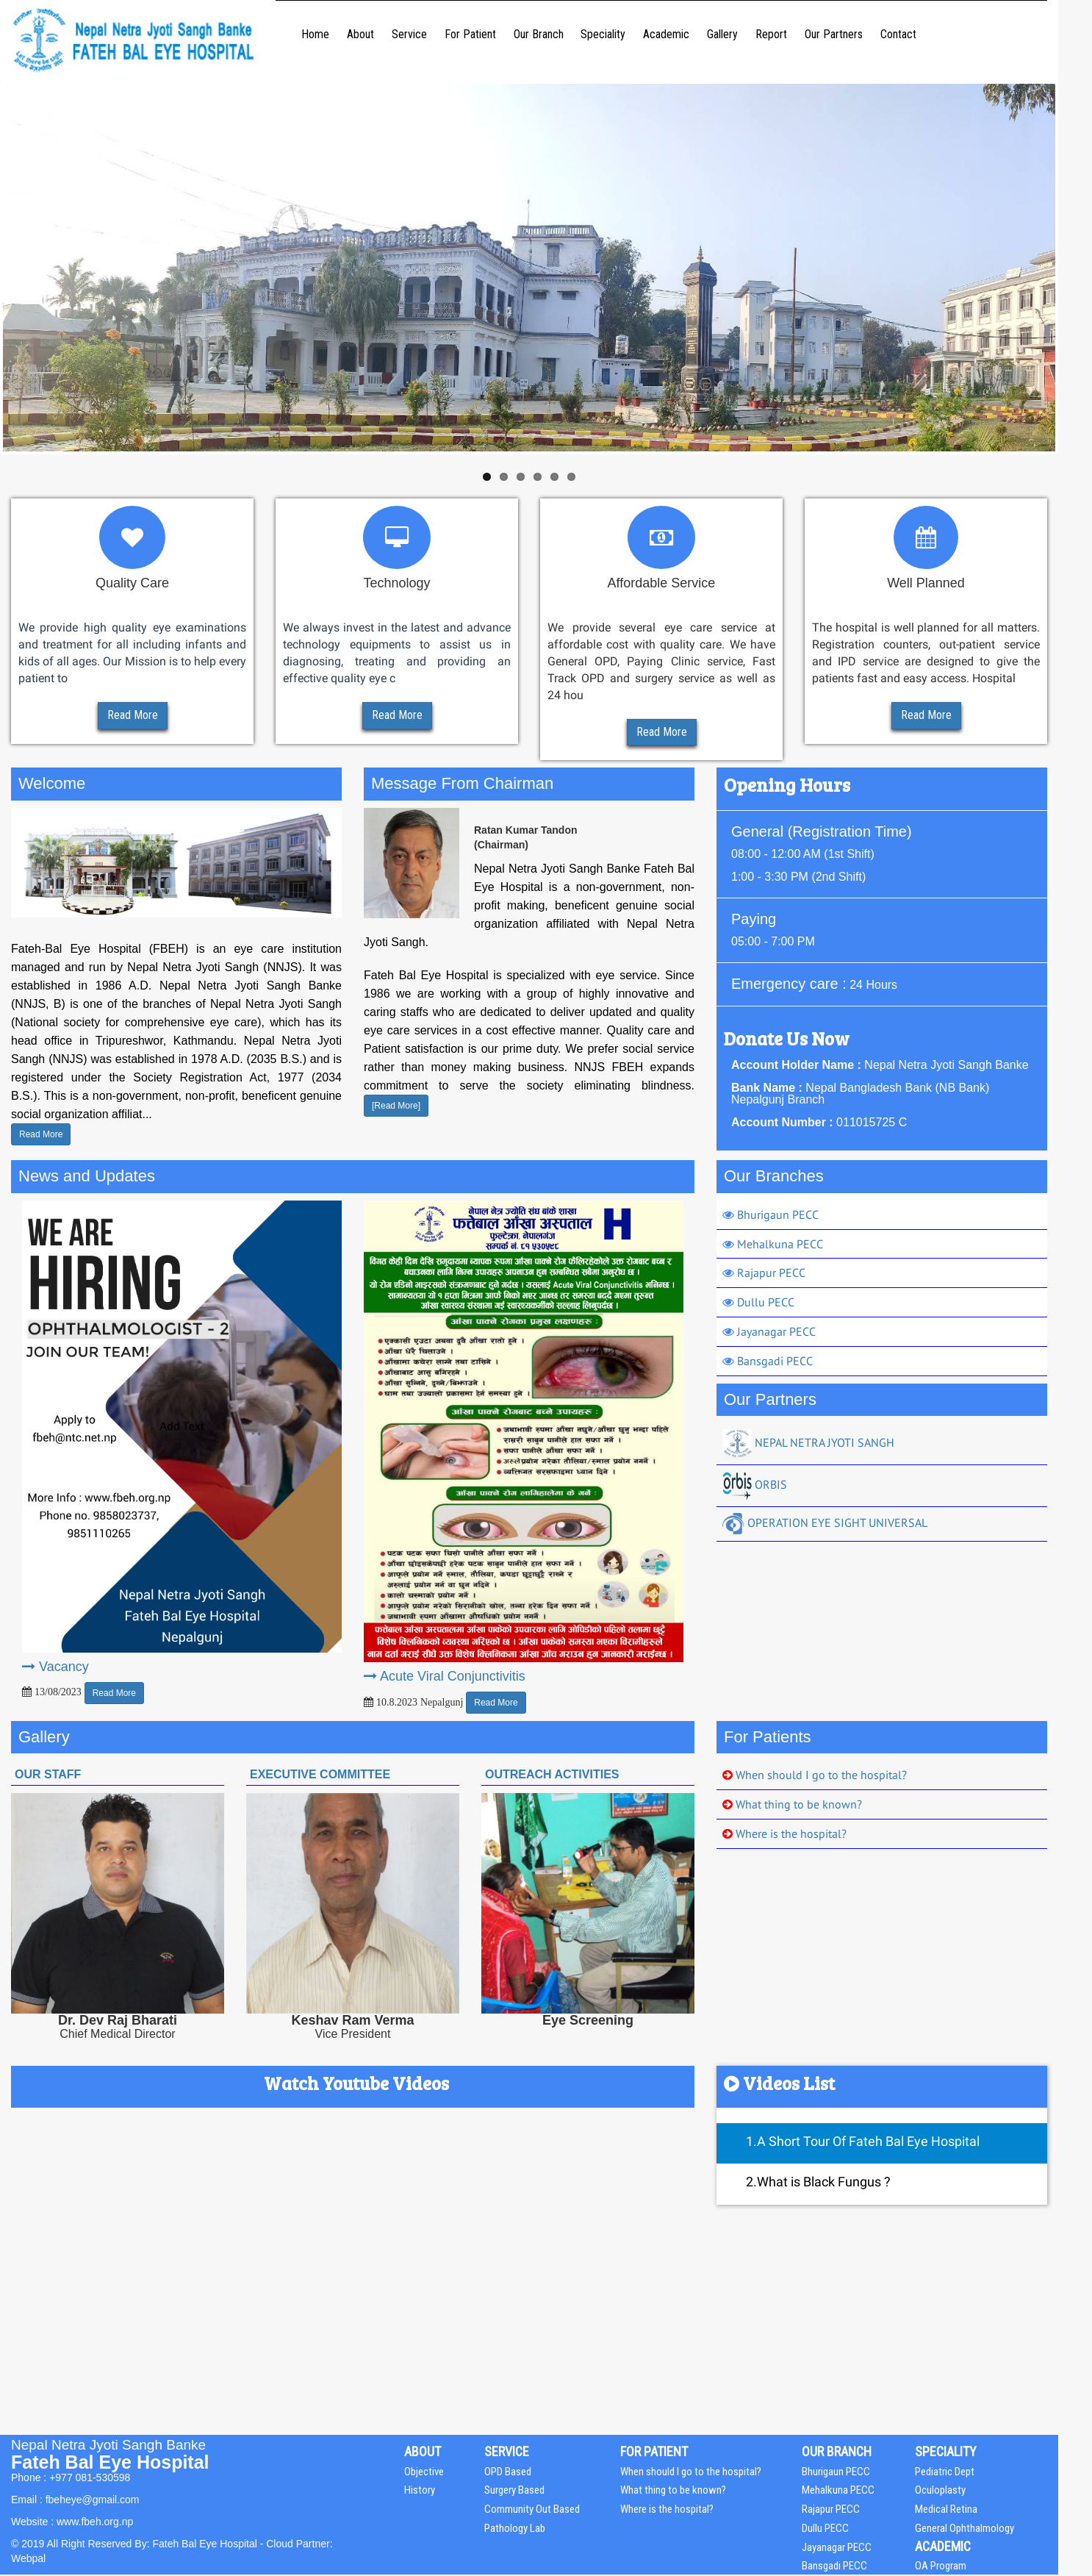 Nepal Netra Jyoti Sangh Banke
FATEH BAL EYE HOSPITAL
Home About Service For Patient Our Branch Speciality Academic Gallery Report Our Partners Contact
Quality Care
We provide high quality eye examinations
and treatment for all including infants and
kids of all ages. Our Mission is to help every
patient to
Read More
Technology
We always invest in the latest and advance
technology equipments to assist us in
diagnosing, treating and providing an
effective quality eye c
Read More
Affordable Service
We provide several eye care service at
affordable cost with quality care. We have
General OPD, Paying Clinic service, Fast
Track OPD and surgery service as well as
24 hou
Read More
Well Planned
The hospital is well planned for all matters.
Registration counters, out-patient service
and IPD service are designed to give the
patients fast and easy access. Hospital
Read More
Welcome
Fateh-Bal Eye Hospital (FBEH) is an eye care institution
managed and run by Nepal Netra Jyoti Sangh (NNJS). It was
established in 1986 A.D. Nepal Netra Jyoti Sangh Banke
(NNJS, B) is one of the branches of Nepal Netra Jyoti Sangh
(National society for comprehensive eye care), which has its
head office in Tripureshwor, Kathmandu. Nepal Netra Jyoti
Sangh (NNJS) was established in 1978 A.D. (2035 B.S.) and is
registered under the Society Registration Act, 1977 (2034
B.S.). This is a non-government, non-profit, beneficent genuine
social organization affiliat...
Read More
Message From Chairman
Ratan Kumar Tandon
(Chairman)
Nepal Netra Jyoti Sangh Banke Fateh Bal
Eye Hospital is a non-government, non-
profit making, beneficent genuine social
organization affiliated with Nepal Netra
Jyoti Sangh.
Fateh Bal Eye Hospital is specialized with eye service. Since
1986 we are working with a group of highly innovative and
caring staffs who are dedicated to deliver updated and quality
eye care services in a cost effective manner. Quality care and
Patient satisfaction is our prime duty. We prefer social service
rather than money making business. NNJS FBEH expands
commitment to serve the society eliminating blindness.
[Read More]
Opening Hours
General (Registration Time)
08:00 - 12:00 AM (1st Shift)
1:00 - 3:30 PM (2nd Shift)
Paying
05:00 - 7:00 PM
Emergency care : 24 Hours
Donate Us Now
Account Holder Name : Nepal Netra Jyoti Sangh Banke
Bank Name : Nepal Bangladesh Bank (NB Bank)
Nepalgunj Branch
Account Number : 011015725 C
News and Updates
WE ARE
HIRING
OPHTHALMOLOGIST - 2
JOIN OUR TEAM!
Apply to
fbeh@ntc.net.np
Add Text
More Info : www.fbeh.org.np
Phone no. 9858023737,
9851110265
Nepal Netra Jyoti Sangh
Fateh Bal Eye Hospital
Nepalgunj
Vacancy
13/08/2023 Read More
नेपाल नेत्र ज्योति संघ बांके शाखा
फत्तेबाल आँखा अस्पताल
फुल्टेक्रा, नेपालगंज
H
आँखा पाक्ने रोगका प्रमुख लक्षणहरुः
आँखा पाक्ने रोगबाट बच्ने उपायहरुः
आँखा पाक्ने रोग लागिहालेमा के गर्नेः
Acute Viral Conjunctivitis
10.8.2023 Nepalgunj Read More
Our Branches
Bhurigaun PECC
Mehalkuna PECC
Rajapur PECC
Dullu PECC
Jayanagar PECC
Bansgadi PECC
Our Partners
NEPAL NETRA JYOTI SANGH
orbis ORBIS
OPERATION EYE SIGHT UNIVERSAL
Gallery
OUR STAFF
Dr. Dev Raj Bharati
Chief Medical Director
EXECUTIVE COMMITTEE
Keshav Ram Verma
Vice President
OUTREACH ACTIVITIES
Eye Screening
For Patients
When should I go to the hospital?
What thing to be known?
Where is the hospital?
Watch Youtube Videos
Videos List
1.A Short Tour Of Fateh Bal Eye Hospital
2.What is Black Fungus ?
Nepal Netra Jyoti Sangh Banke
Fateh Bal Eye Hospital
Phone : +977 081-530598
Email : fbeheye@gmail.com
Website : www.fbeh.org.np
© 2019 All Right Reserved By: Fateh Bal Eye Hospital - Cloud Partner:
Webpal
ABOUT
Objective
History
SERVICE
OPD Based
Surgery Based
Community Out Based
Pathology Lab
FOR PATIENT
When should I go to the hospital?
What thing to be known?
Where is the hospital?
OUR BRANCH
Bhurigaun PECC
Mehalkuna PECC
Rajapur PECC
Dullu PECC
Jayanagar PECC
Bansgadi PECC
SPECIALITY
Pediatric Dept
Oculoplasty
Medical Retina
General Ophthalmology
ACADEMIC
OA Program